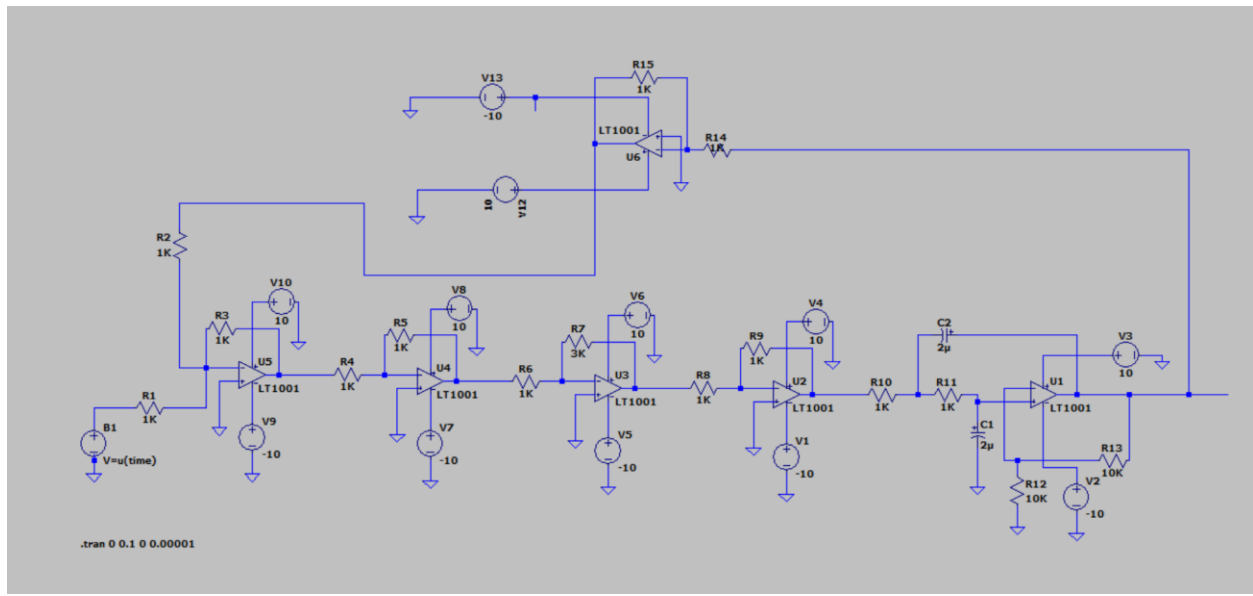 R15
1K
V13
-10
LT1001
U6
R14
1K
10
V12
R2
1K
V10
10
R3
1K
U5
LT1001
R1
1K
B1
V=u(time)
V9
-10
R4
1K
V8
10
R5
1K
U4
LT1001
V7
-10
R6
1K
V6
10
R7
3K
U3
LT1001
V5
-10
R8
1K
V4
10
R9
1K
U2
LT1001
V1
-10
R10
1K
R11
1K
C2
2µ
C1
2µ
V3
10
U1
LT1001
R13
10K
R12
10K
V2
-10
.tran 0 0.1 0 0.00001